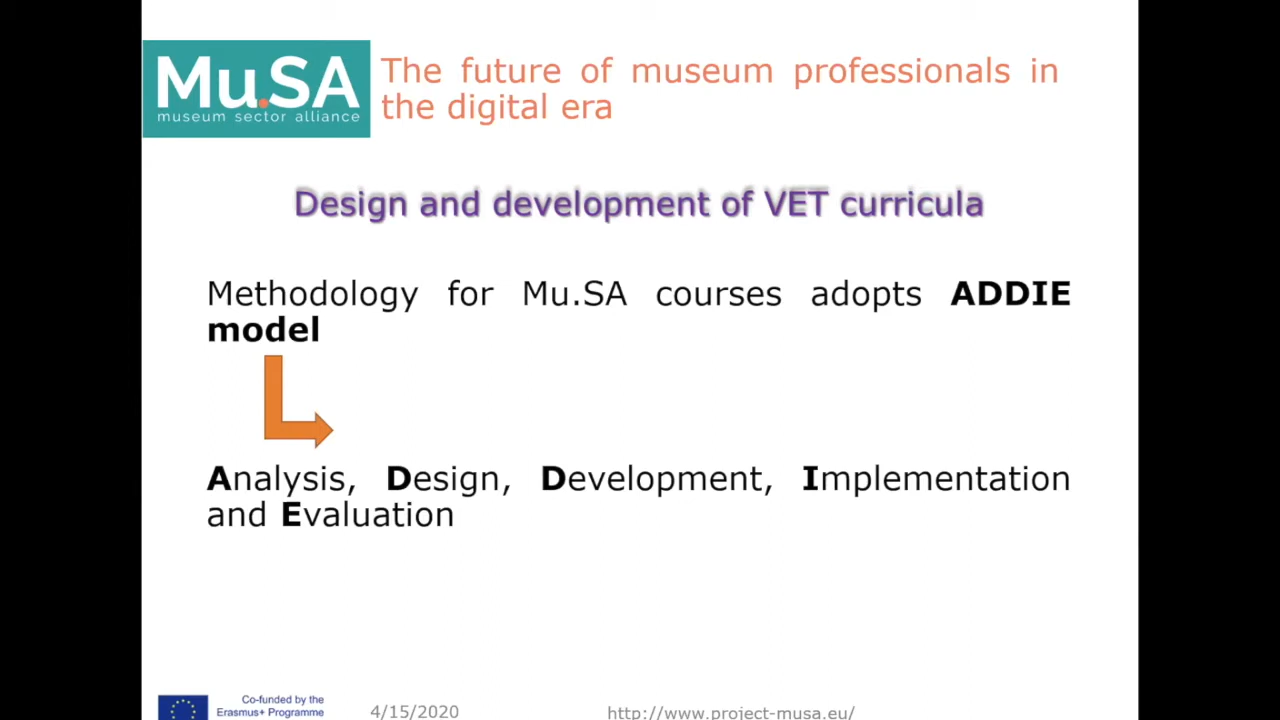 Mu.SA
museum sector alliance
The future of museum professionals in
the digital era
Design and development of VET curricula
Methodology for Mu.SA courses adopts ADDIE
model
Analysis, Design, Development, Implementation
and Evaluation
Co-funded by the
Erasmus+ Programme
4/15/2020
http://www.project-musa.eu/